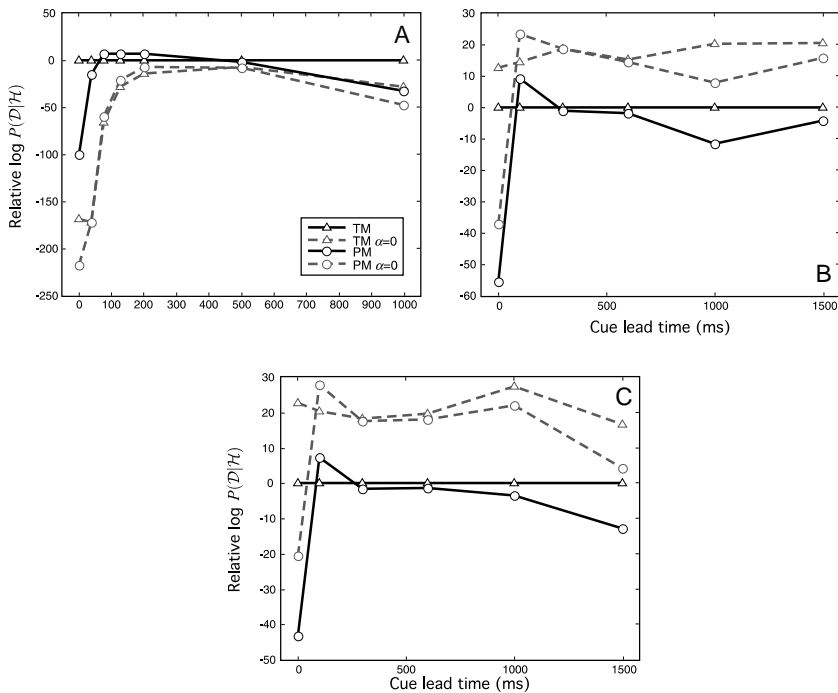 A
Relative log P(D|H)
50
0
-50
-100
-150
-200
-250
0 100 200 300 400 500 600 700 800 900 1000
TM
TM α=0
PM
PM α=0
B
30
20
10
0
-10
-20
-30
-40
-50
-60
0 500 1000 1500
Cue lead time (ms)
C
Relative log P(D|H)
30
20
10
0
10
20
-30
-40
-50
0 500 1000 1500
Cue lead time (ms)